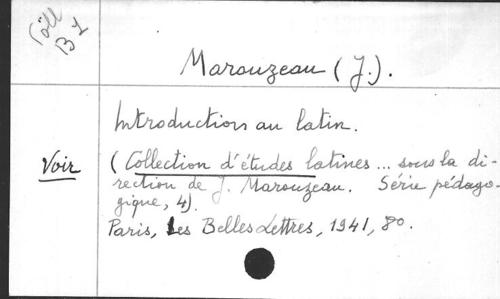 Coll
B 1
Marouzeau (J.).
Introduction au latin.
Voir
(Collection d'études latines ... sous la di-
rection de J. Marouzeau. Série pédago-
gique, 4).
Paris, Les Belles Lettres, 1941, 8o.